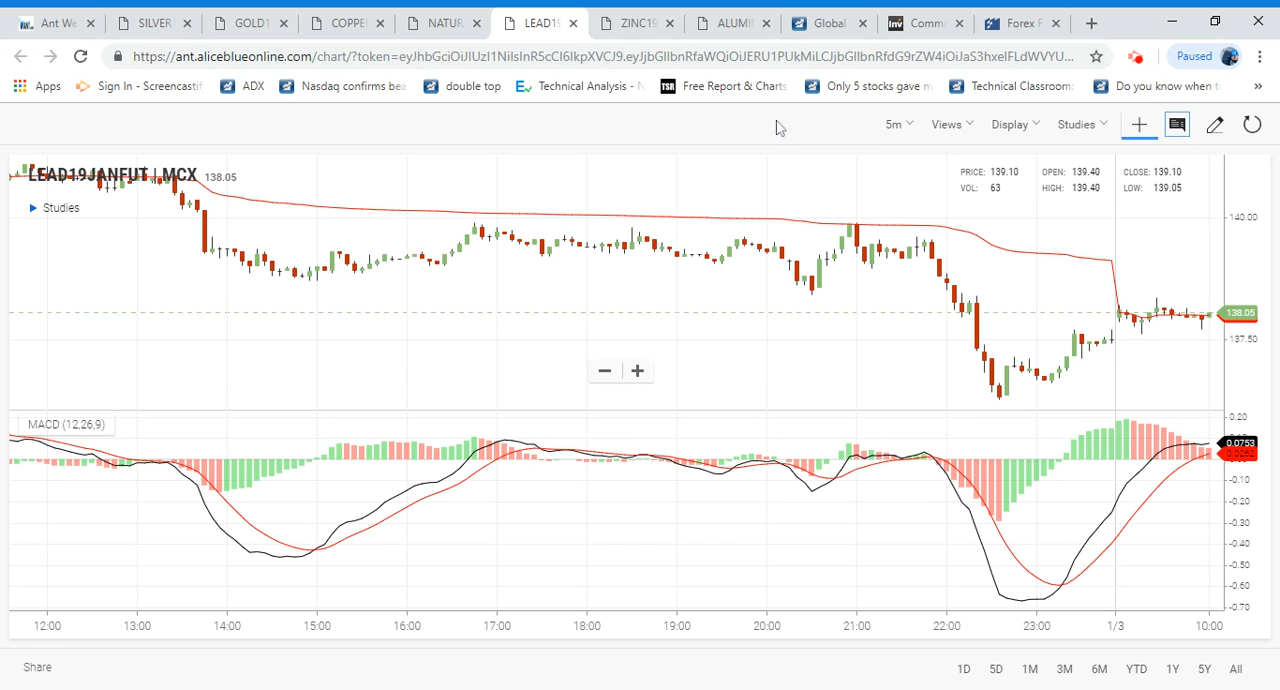 Ant We
SILVER
GOLD1
COPPE
NATUR
LEAD19
ZINC19
ALUMI
Global
Comm
Forex F
https://ant.aliceblueonline.com/chart/?token=
Paused
Apps
Sign In - Screencastif
ADX
Nasdaq confirms bea
double top
Technical Analysis - N
TSR
Free Report & Charts
Only 5 stocks gave m
Technical Classroom:
Do you know when t
»
5m
Views
Display
Studies
LEAD19JANFUT | MCX 138.05
PRICE: 139.10 OPEN: 139.40 CLOSE: 139.10
VOL: 63 HIGH: 139.40 LOW: 139.05
Studies
140.00
138.05
137.50
MACD (12,26,9)
0.20
0.0753
0.0262
-0.10
-0.20
-0.30
-0.40
-0.50
-0.60
-0.70
12:00 13:00 14:00 15:00 16:00 17:00 18:00 19:00 20:00 21:00 22:00 23:00 1/3 10:00
Share
1D 5D 1M 3M 6M YTD 1Y 5Y All